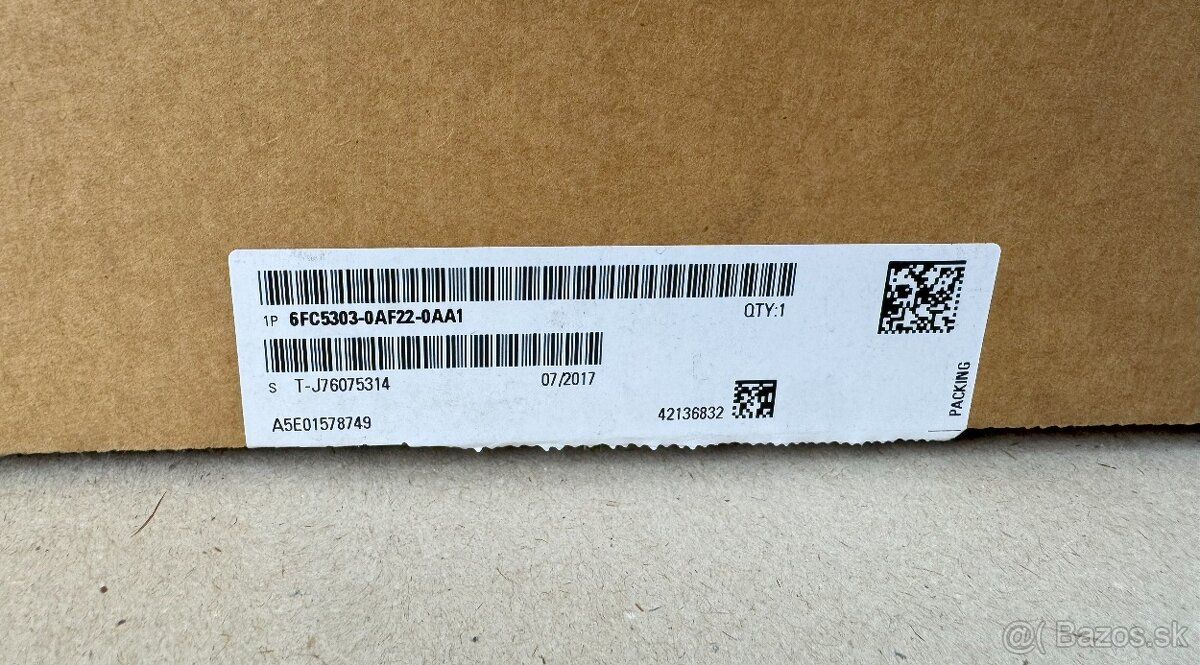 1P 6FC5303-0AF22-0AA1
QTY:1
S T-J76075314
07/2017
A5E01578749
42136832
PACKING
@( Bazos.sk